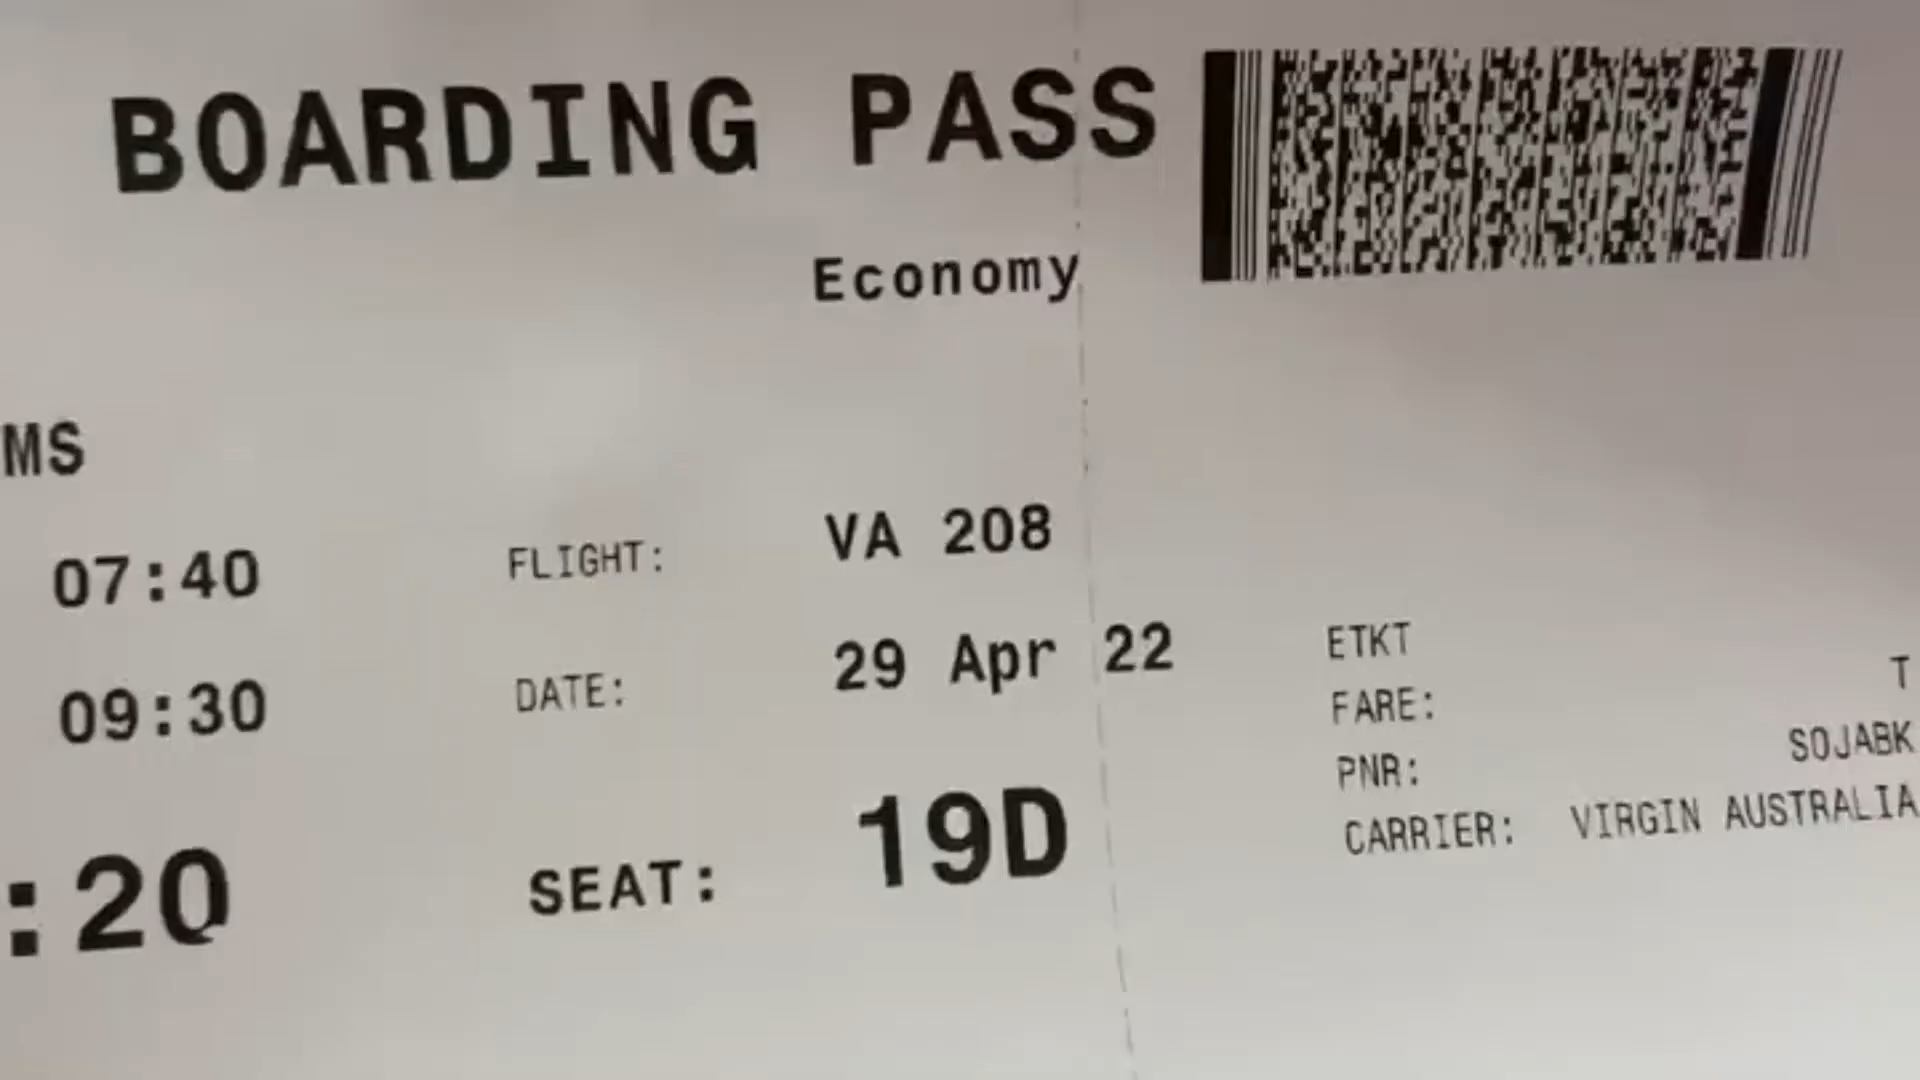 BOARDING PASS
Economy
MS
07:40 FLIGHT: VA 208
09:30 DATE: 29 Apr 22
:20 SEAT: 19D
ETKT
FARE: T
PNR: SOJABK
CARRIER: VIRGIN AUSTRALIA